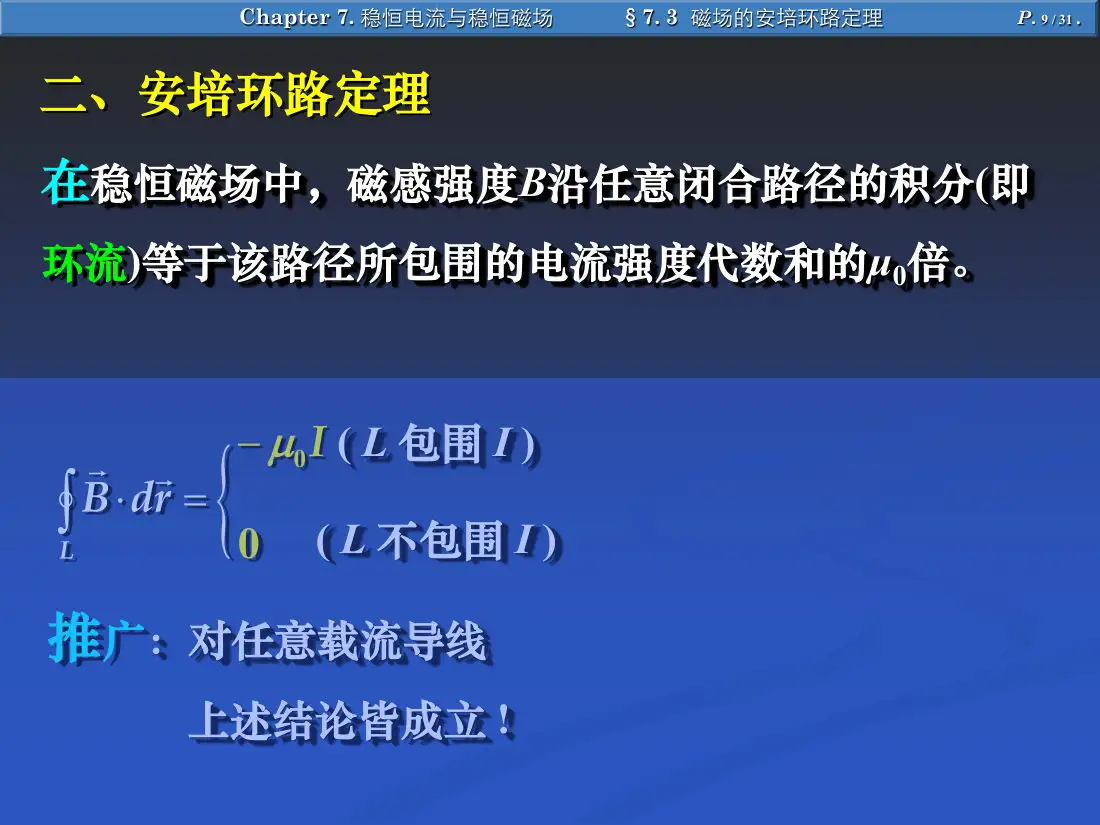 Chapter 7. 稳恒电流与稳恒磁场 § 7. 3 磁场的安培环路定理 P. 9 / 31 .
二、安培环路定理
在稳恒磁场中，磁感强度B沿任意闭合路径的积分(即
环流)等于该路径所包围的电流强度代数和的μ₀倍。
− μ₀I ( L 包围 I )
∮_L B⃗ · dr⃗ = {
0 ( L 不包围 I )
推广：对任意载流导线
上述结论皆成立 !